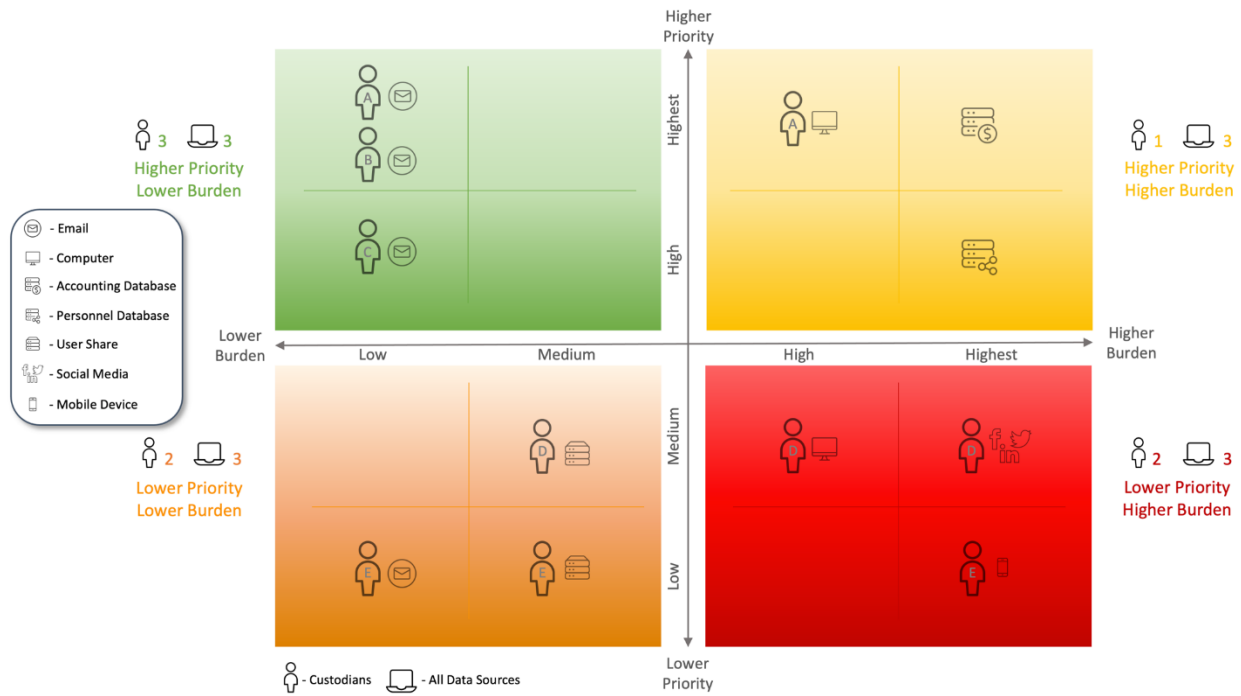 Higher
Priority
A
B
C
Highest
High
A
$
3 3
Higher Priority
Lower Burden
1 3
Higher Priority
Higher Burden
- Email
- Computer
- Accounting Database
- Personnel Database
- User Share
- Social Media
- Mobile Device
Lower
Burden
Low
Medium
High
Highest
Higher
Burden
D
E
E
Medium
Low
D
D
f
in
E
2 3
Lower Priority
Lower Burden
2 3
Lower Priority
Higher Burden
- Custodians
- All Data Sources
Lower
Priority